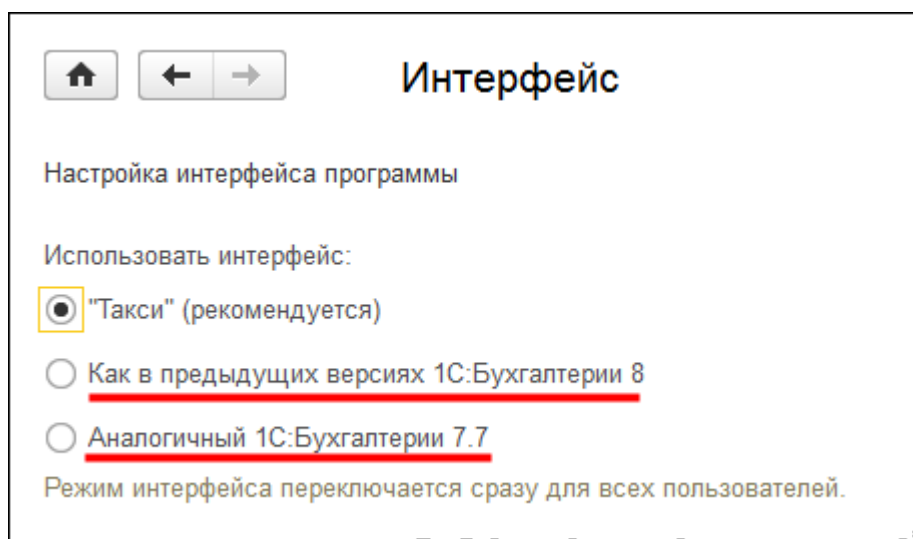 Интерфейс
Настройка интерфейса программы
Использовать интерфейс:
"Такси" (рекомендуется)
Как в предыдущих версиях 1С:Бухгалтерии 8
Аналогичный 1С:Бухгалтерии 7.7
Режим интерфейса переключается сразу для всех пользователей.